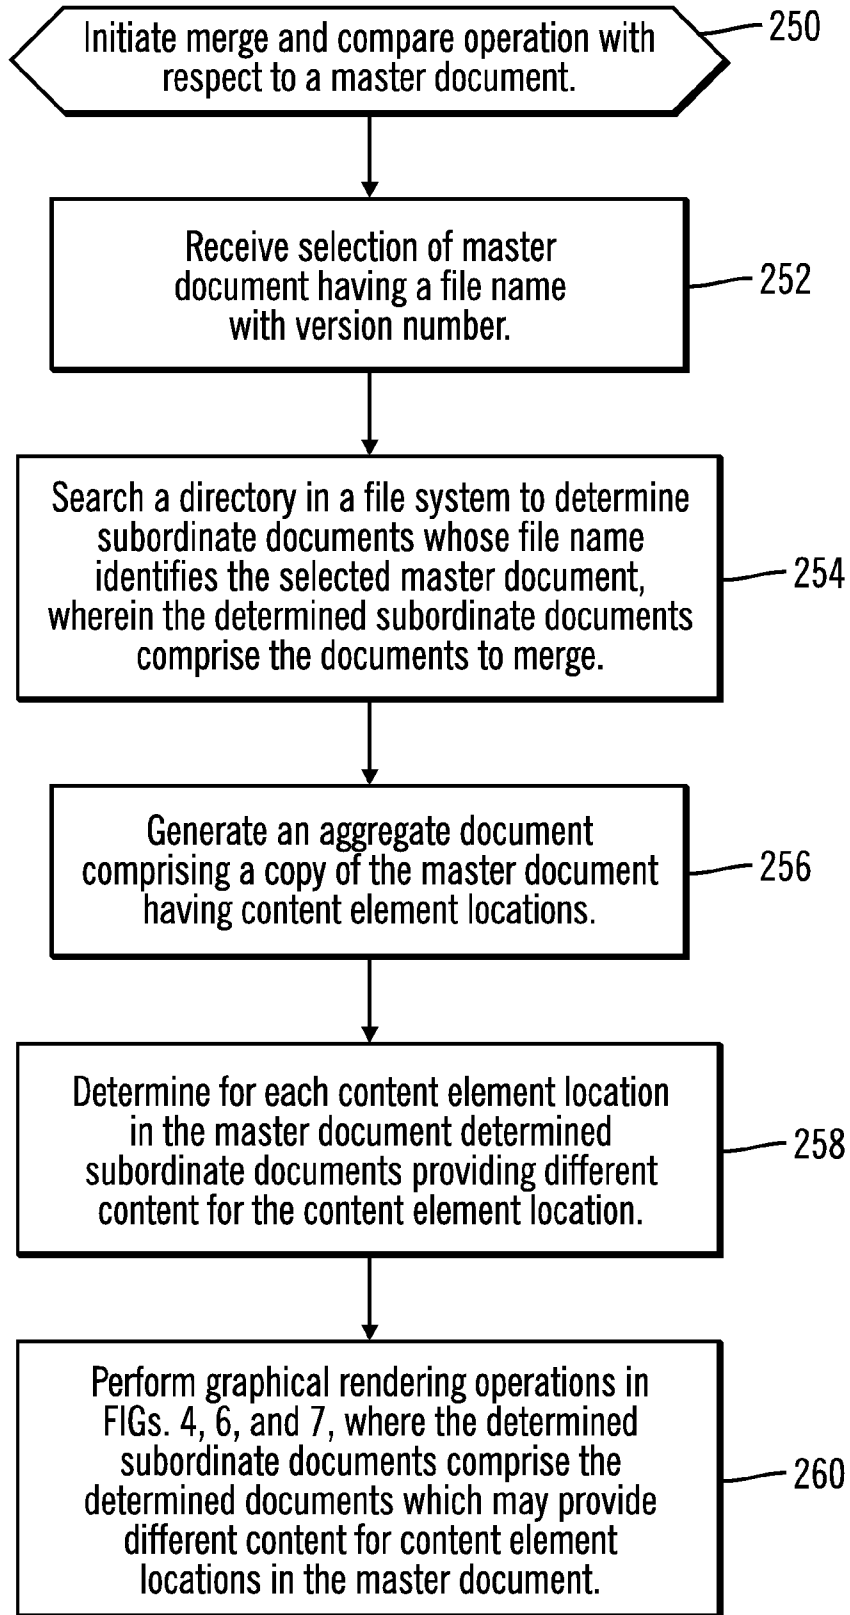 Initiate merge and compare operation with
respect to a master document.
250
Receive selection of master
document having a file name
with version number.
252
Search a directory in a file system to determine
subordinate documents whose file name
identifies the selected master document,
wherein the determined subordinate documents
comprise the documents to merge.
254
Generate an aggregate document
comprising a copy of the master document
having content element locations.
256
Determine for each content element location
in the master document determined
subordinate documents providing different
content for the content element location.
258
Perform graphical rendering operations in
FIGs. 4, 6, and 7, where the determined
subordinate documents comprise the
determined documents which may provide
different content for content element
locations in the master document.
260